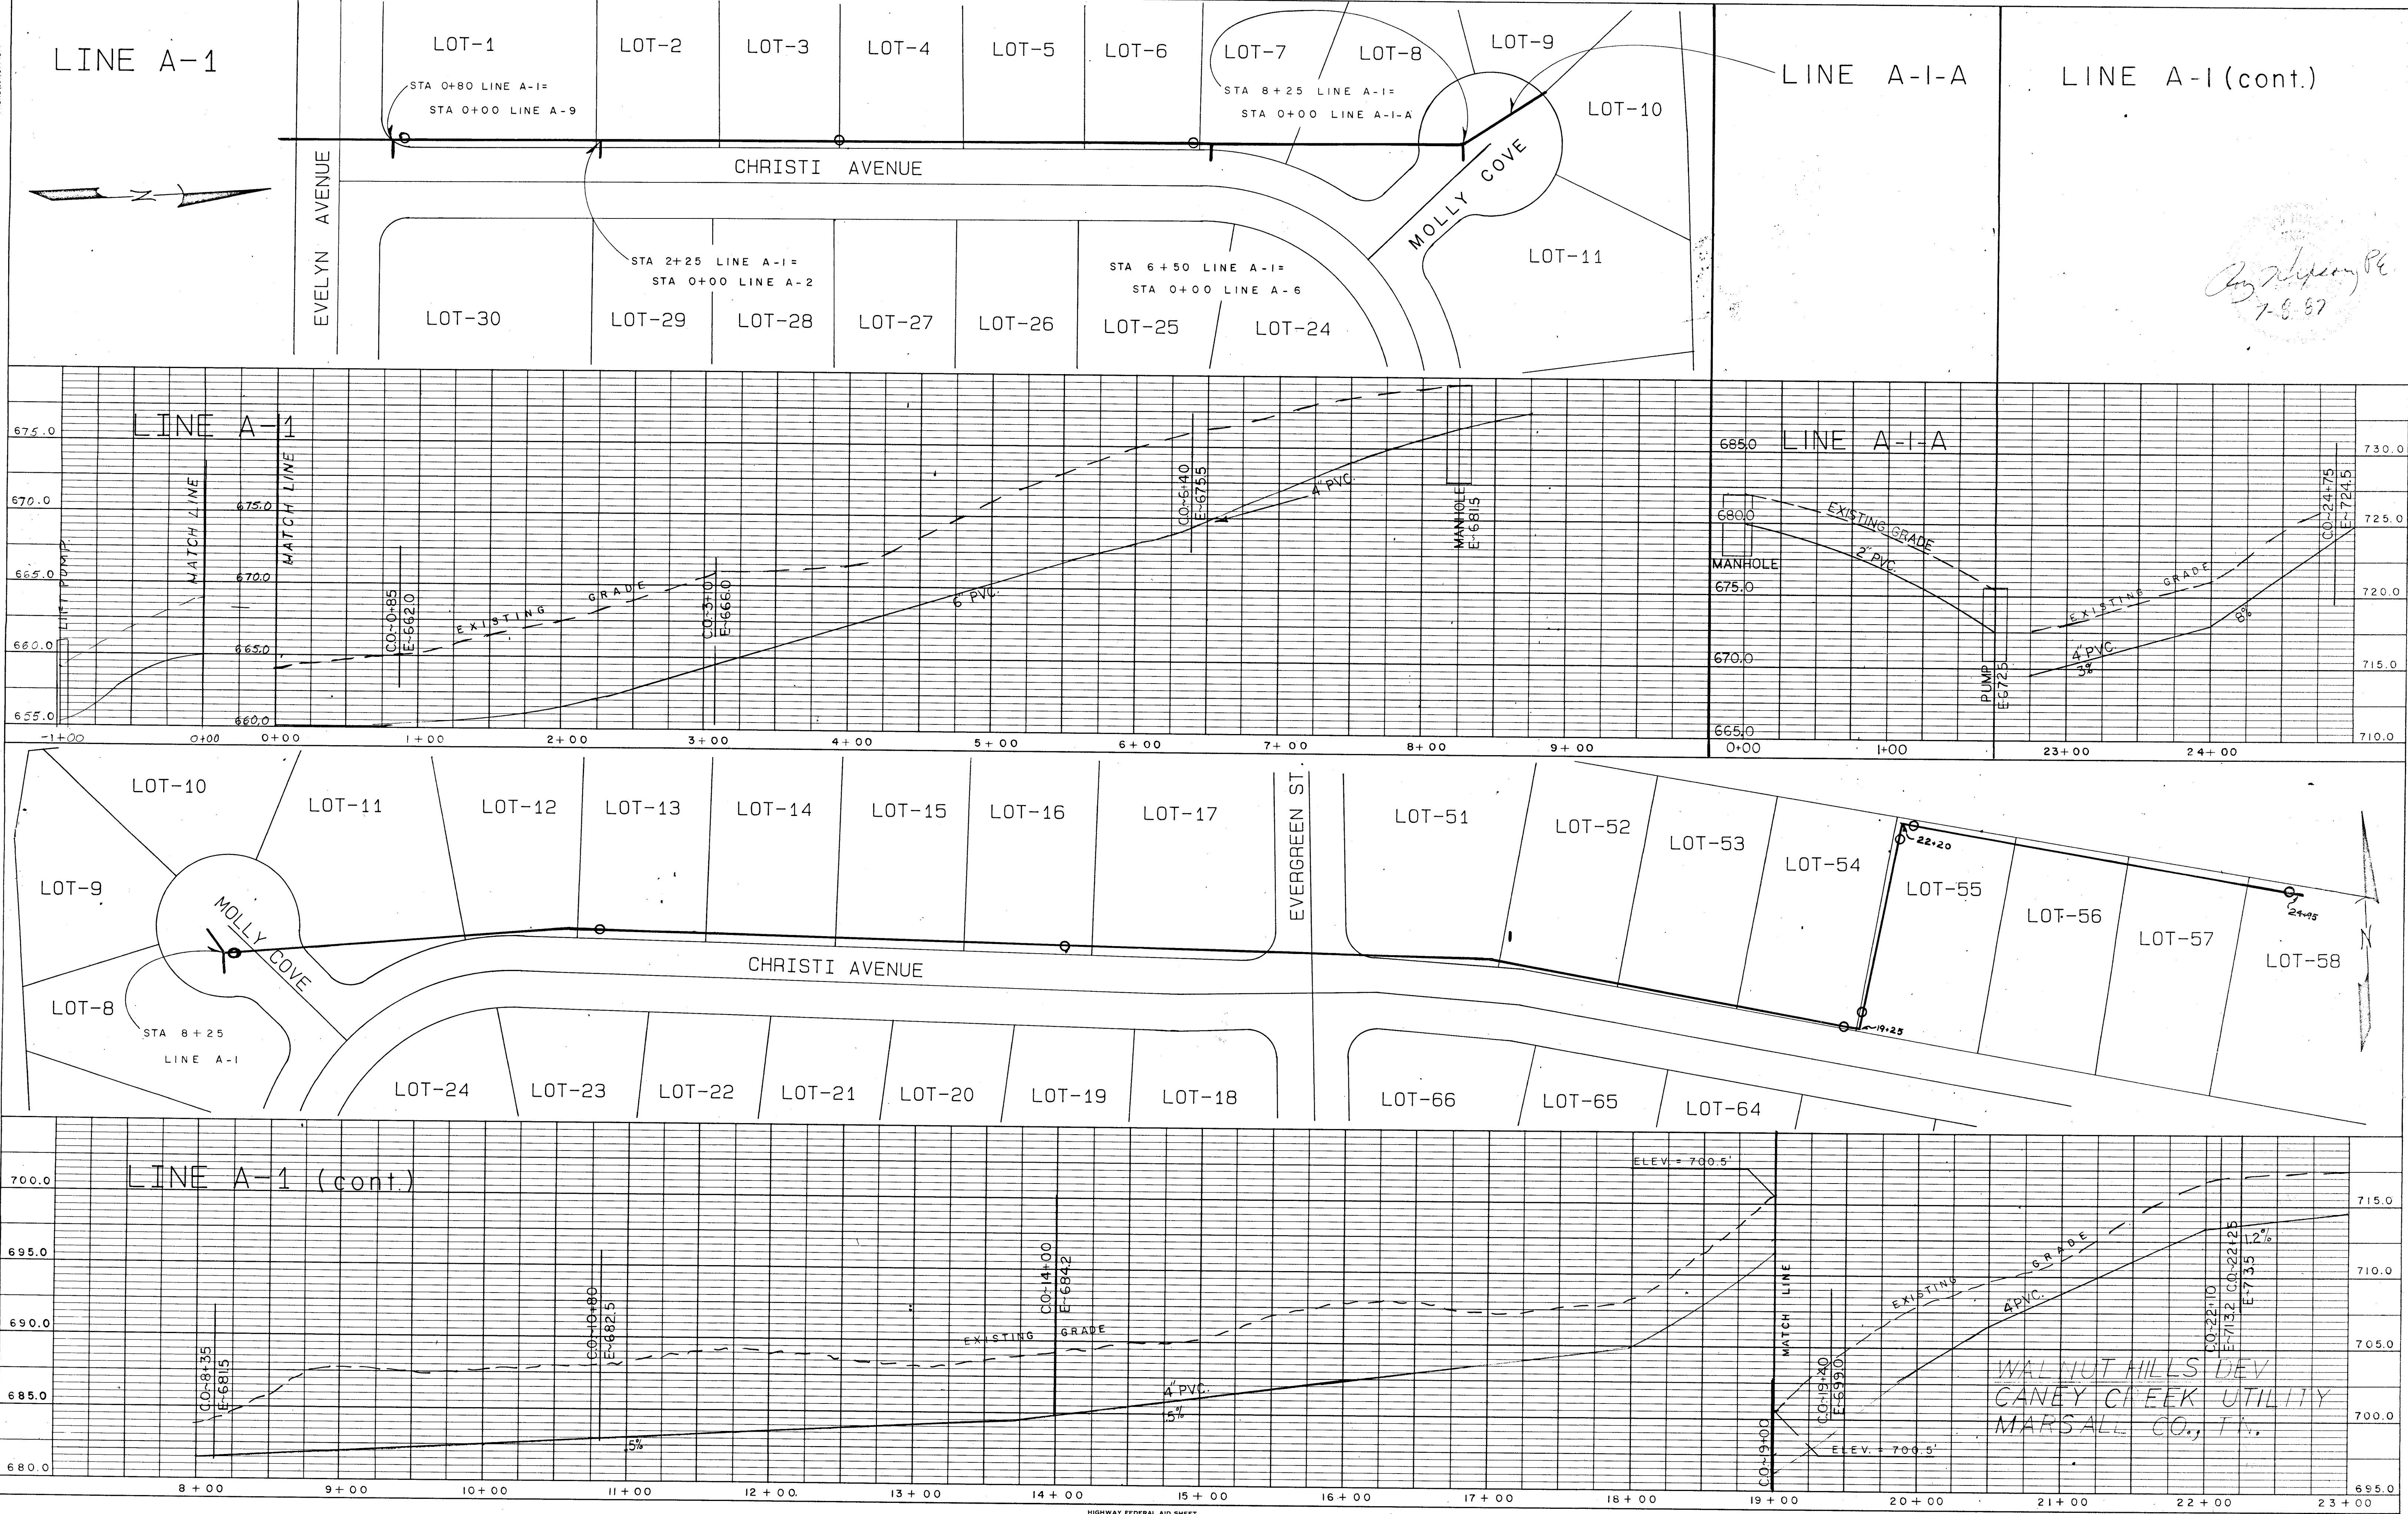 LINE A-1
LOT-1
LOT-2
LOT-3
LOT-4
LOT-5
LOT-6
LOT-7
LOT-8
LOT-9
LOT-10
LINE A-1-A
LINE A-1 (cont.)
STA 0+80 LINE A-1=
STA 0+00 LINE A-9
STA 8+25 LINE A-1=
STA 0+00 LINE A-1-A
EVELYN AVENUE
CHRISTI AVENUE
MOLLY COVE
N
STA 2+25 LINE A-1=
STA 0+00 LINE A-2
STA 6+50 LINE A-1=
STA 0+00 LINE A-6
LOT-11
LOT-30
LOT-29
LOT-28
LOT-27
LOT-26
LOT-25
LOT-24
P.E.
7-8-87
LINE A-1
675.0
670.0
665.0
660.0
655.0
LIFT PUMP
MATCH LINE
MATCH LINE
675.0
670.0
665.0
660.0
C.O.~0+85
E~662.0
EXISTING GRADE
C.O.~3+10
E~666.0
6" PVC.
C.O.~6+40
E~675.5
4" PVC.
MANHOLE
E~681.5
LINE A-1-A
685.0
680.0
MANHOLE
675.0
670.0
665.0
EXISTING GRADE
2" PVC.
PUMP
E~672.5
EXISTING GRADE
4" PVC.
3%
8%
C.O.~24+75
E~724.5
730.0
725.0
720.0
715.0
710.0
-1+00
0+00
0+00
1+00
2+00
3+00
4+00
5+00
6+00
7+00
8+00
9+00
0+00
1+00
23+00
24+00
LOT-10
LOT-11
LOT-12
LOT-13
LOT-14
LOT-15
LOT-16
LOT-17
EVERGREEN ST.
LOT-51
LOT-52
LOT-53
LOT-54
LOT-55
LOT-56
LOT-57
LOT-58
22+20
24+95
19+25
N
LOT-9
MOLLY COVE
CHRISTI AVENUE
LOT-8
STA 8+25
LINE A-1
LOT-24
LOT-23
LOT-22
LOT-21
LOT-20
LOT-19
LOT-18
LOT-66
LOT-65
LOT-64
LINE A-1 (cont.)
700.0
695.0
690.0
685.0
680.0
C.O.~8+35
E~681.5
C.O.~10+80
E~682.5
.5%
EXISTING GRADE
C.O.~14+00
E~684.2
4" PVC.
.5%
ELEV. = 700.5'
MATCH LINE
C.O.~19+00
C.O.~19+40
E~699.0
ELEV. = 700.5'
EXISTING GRADE
4" PVC.
C.O.~22+10
E~713.2
C.O.~22+25
E~713.5
1.2%
715.0
710.0
705.0
700.0
695.0
WALNUT HILLS DEV
CANEY CREEK UTILITY
MARSALL CO., TN.
8+00
9+00
10+00
11+00
12+00
13+00
14+00
15+00
16+00
17+00
18+00
19+00
20+00
21+00
22+00
23+00
HIGHWAY FEDERAL AID SHEET